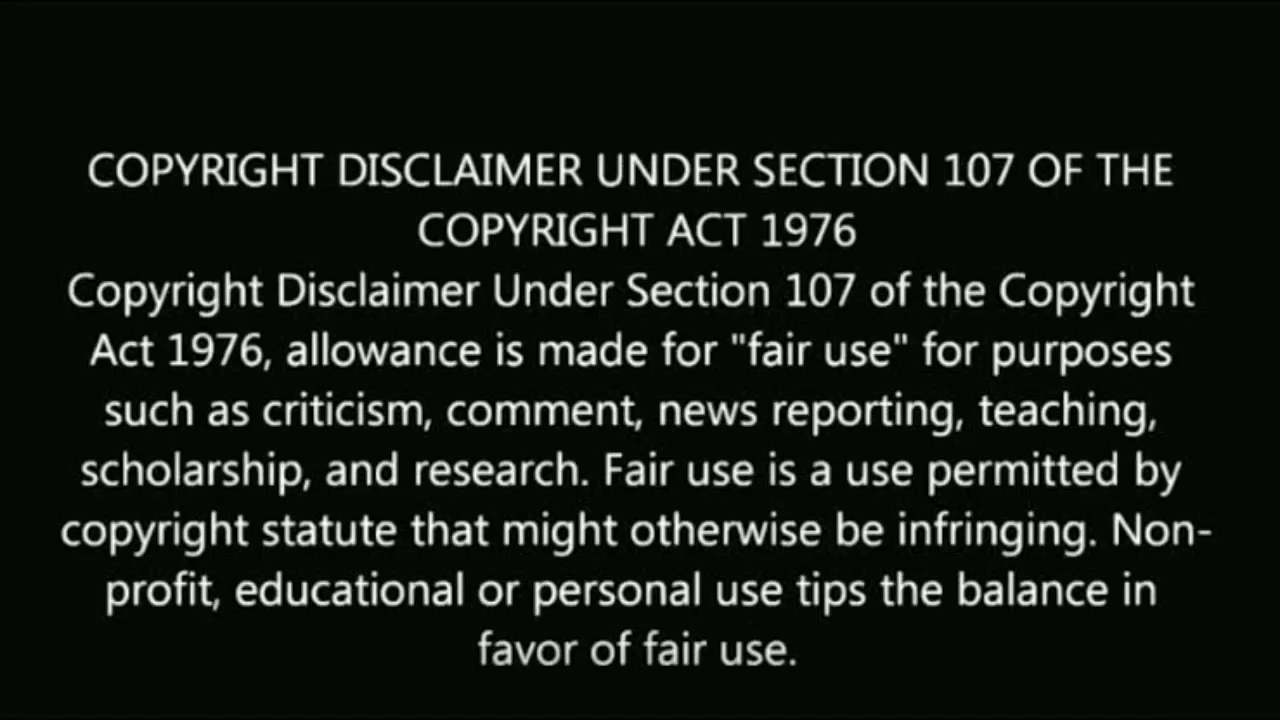 COPYRIGHT DISCLAIMER UNDER SECTION 107 OF THE
COPYRIGHT ACT 1976
Copyright Disclaimer Under Section 107 of the Copyright
Act 1976, allowance is made for "fair use" for purposes
such as criticism, comment, news reporting, teaching,
scholarship, and research. Fair use is a use permitted by
copyright statute that might otherwise be infringing. Non-
profit, educational or personal use tips the balance in
favor of fair use.